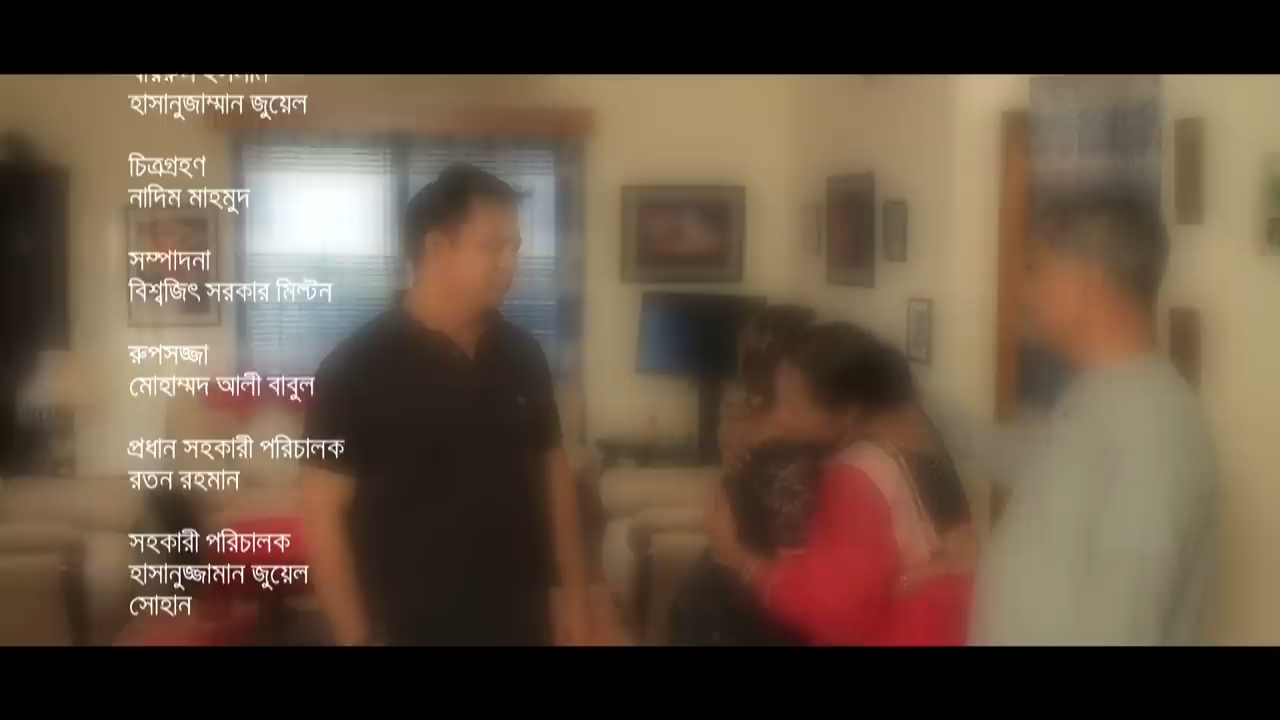 হাসানুজাম্মান জুয়েল
চিত্রগ্রহণ
নাদিম মাহমুদ
সম্পাদনা
বিশ্বজিৎ সরকার মিল্টন
রুপসজ্জা
মোহাম্মদ আলী বাবুল
প্রধান সহকারী পরিচালক
রতন রহমান
সহকারী পরিচালক
হাসানুজ্জামান জুয়েল
সোহান